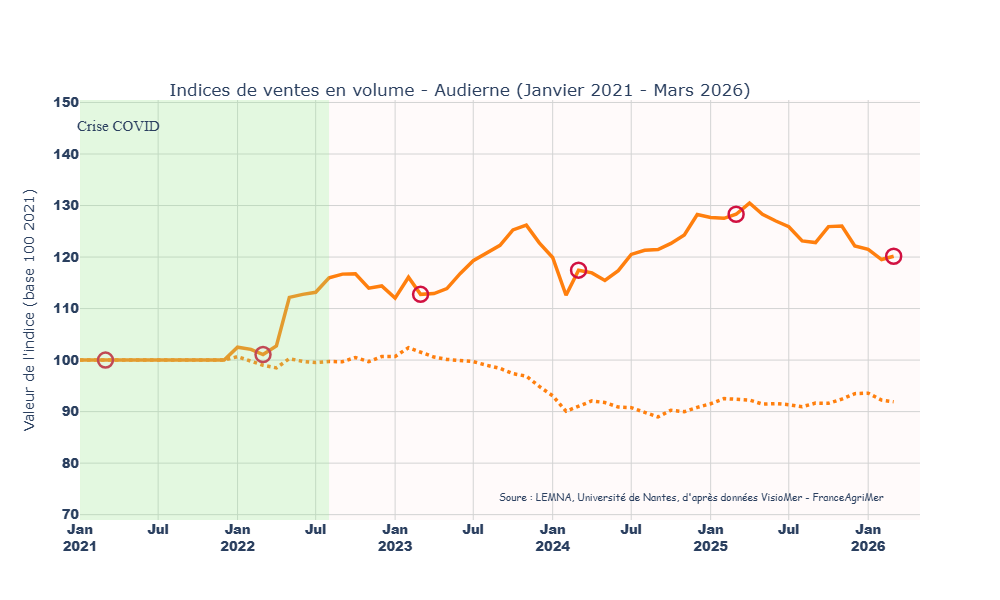 Indices de ventes en volume - Audierne (Janvier 2021 - Mars 2026)
Crise COVID
Valeur de l'indice (base 100 2021)
150
140
130
120
110
100
90
80
70
Soure : LEMNA, Université de Nantes, d'après données VisioMer - FranceAgriMer
Jan Jul Jan Jul Jan Jul Jan Jul Jan Jul Jan
2021 2022 2023 2024 2025 2026